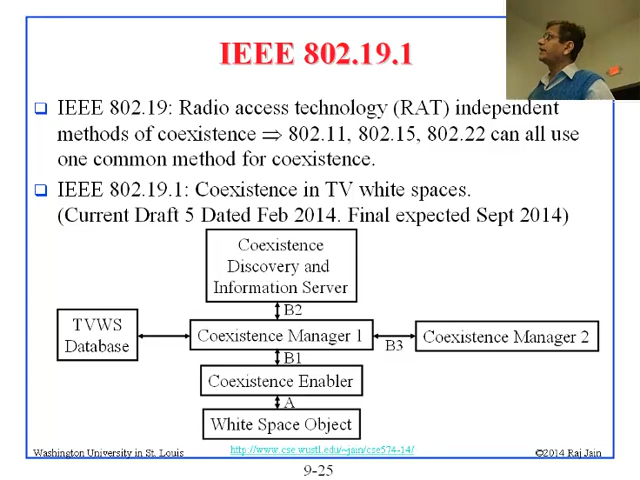 IEEE 802.19.1
IEEE 802.19: Radio access technology (RAT) independent
methods of coexistence ⇒ 802.11, 802.15, 802.22 can all use
one common method for coexistence.
IEEE 802.19.1: Coexistence in TV white spaces.
(Current Draft 5 Dated Feb 2014. Final expected Sept 2014)
Coexistence
Discovery and
Information Server
B2
TVWS
Database
Coexistence Manager 1
B3
Coexistence Manager 2
B1
Coexistence Enabler
A
White Space Object
Washington University in St. Louis
http://www.cse.wustl.edu/~jain/cse574-14/
©2014 Raj Jain
9-25